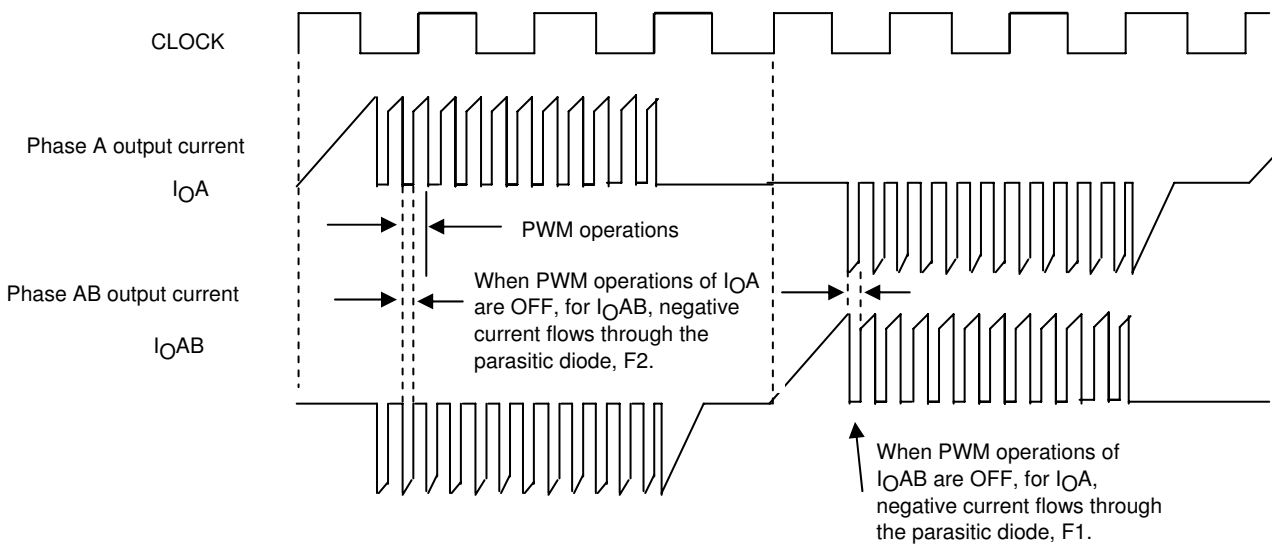 CLOCK
Phase A output current
IOA
PWM operations
Phase AB output current
IOAB
When PWM operations of IOA
are OFF, for IOAB, negative
current flows through the
parasitic diode, F2.
When PWM operations of
IOAB are OFF, for IOA,
negative current flows through
the parasitic diode, F1.